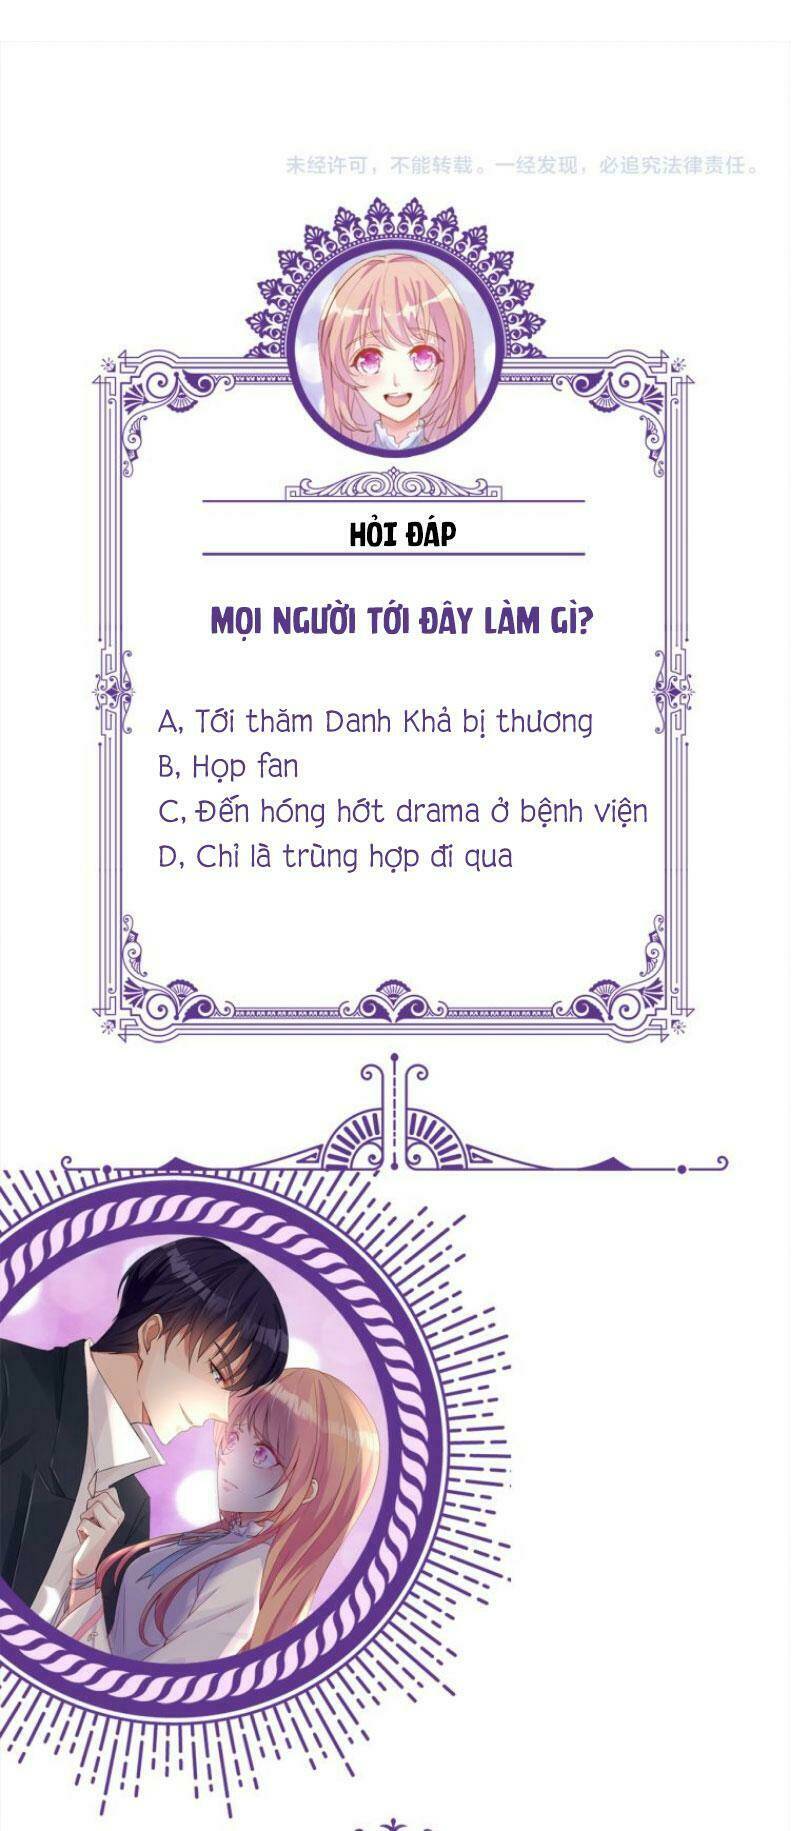 未经许可，不能转载。一经发现，必追究法律责任。
HỎI ĐÁP
MỌI NGƯỜI TỚI ĐÂY LÀM GÌ?
A, Tới thăm Danh Khả bị thương
B, Họp fan
C, Đến hóng hớt drama ở bệnh viện
D, Chỉ là trùng hợp đi qua